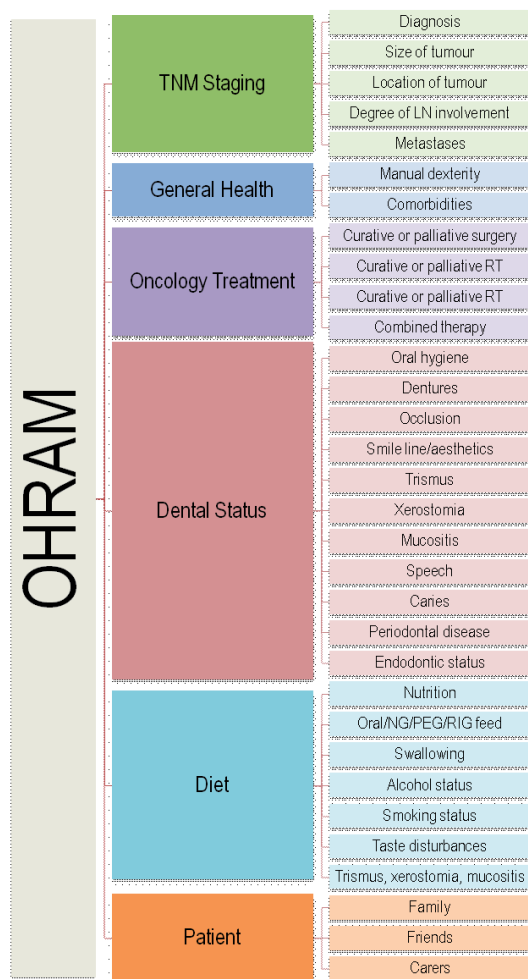 OHRAM
TNM Staging
Diagnosis
Size of tumour
Location of tumour
Degree of LN involvement
Metastases
General Health
Manual dexterity
Comorbidities
Oncology Treatment
Curative or palliative surgery
Curative or palliative RT
Curative or palliative RT
Combined therapy
Dental Status
Oral hygiene
Dentures
Occlusion
Smile line/aesthetics
Trismus
Xerostomia
Mucositis
Speech
Caries
Periodontal disease
Endodontic status
Diet
Nutrition
Oral/NG/PEG/RIG feed
Swallowing
Alcohol status
Smoking status
Taste disturbances
Trismus, xerostomia, mucositis
Patient
Family
Friends
Carers